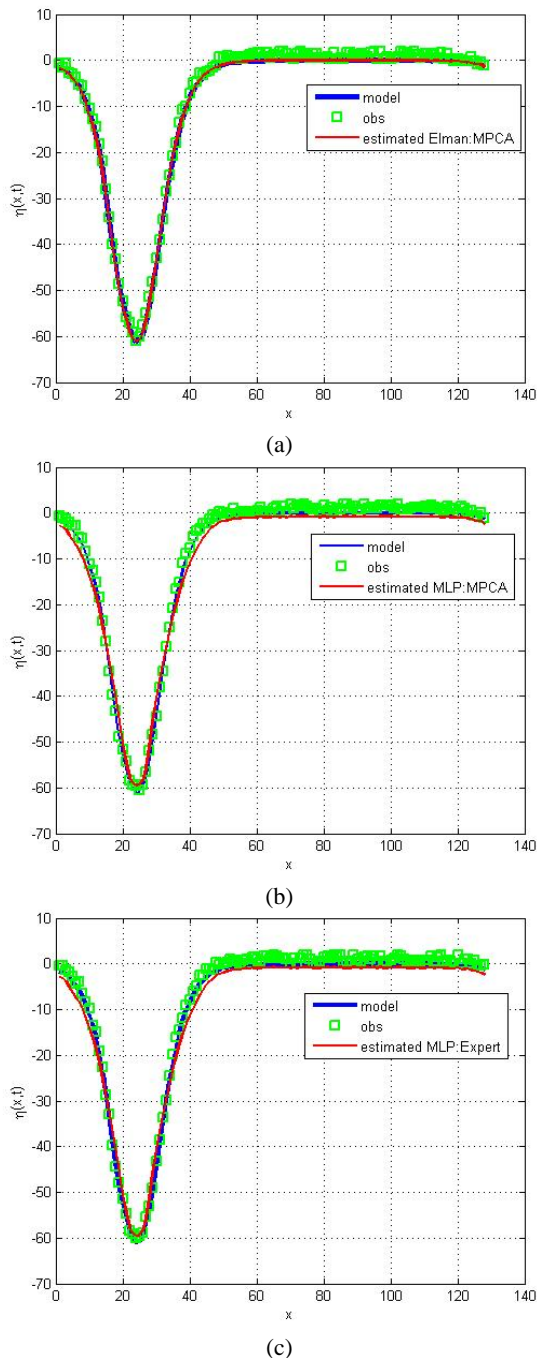 10
0
-10
-20
-30
-40
-50
-60
-70
η(x,t)
0 20 40 60 80 100 120 140
x
model
obs
estimated Elman:MPCA
(a)
10
0
-10
-20
-30
-40
-50
-60
-70
η(x,t)
0 20 40 60 80 100 120 140
x
model
obs
estimated MLP:MPCA
(b)
10
0
-10
-20
-30
-40
-50
-60
-70
η(x,t)
0 20 40 60 80 100 120 140
x
model
obs
estimated MLP:Expert
(c)